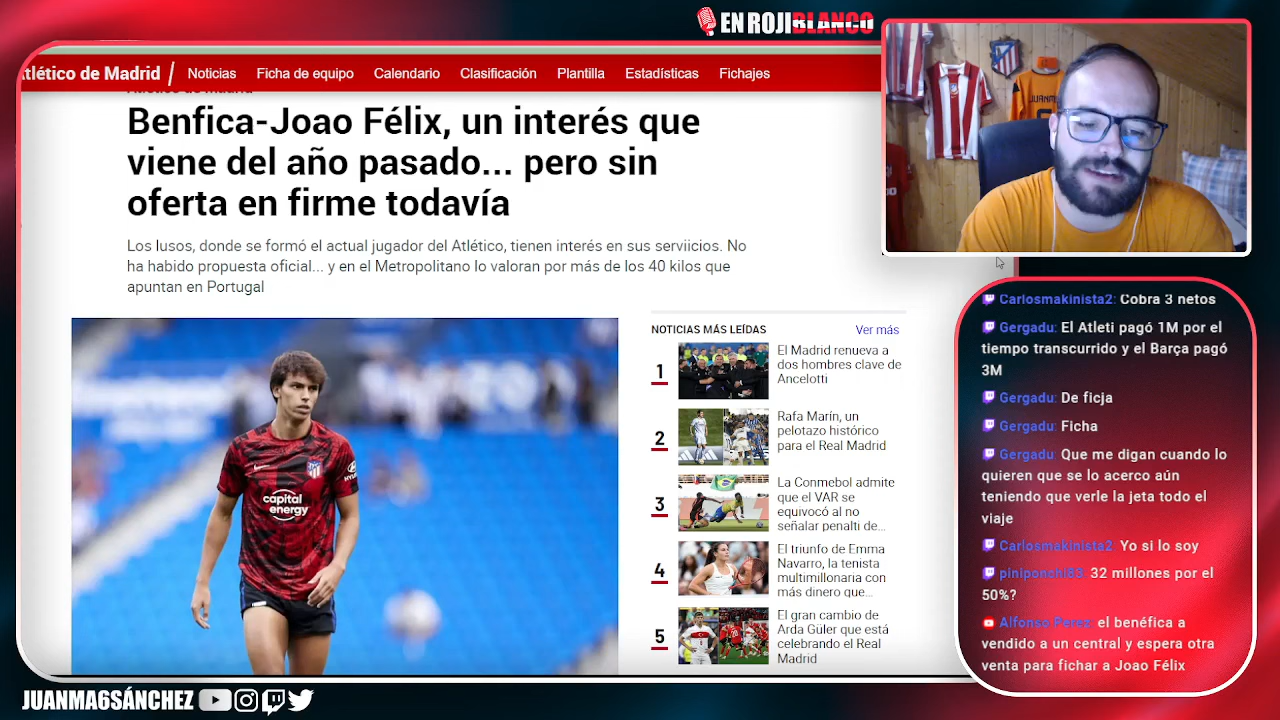 EN ROJIBLANCO
tlético de Madrid / Noticias Ficha de equipo Calendario Clasificación Plantilla Estadísticas Fichajes
Benfica-Joao Félix, un interés que
viene del año pasado... pero sin
oferta en firme todavía
Los lusos, donde se formó el actual jugador del Atlético, tienen interés en sus serviicios. No
ha habido propuesta oficial... y en el Metropolitano lo valoran por más de los 40 kilos que
apuntan en Portugal
capital
energy
NOTICIAS MÁS LEÍDAS Ver más
1
El Madrid renueva a
dos hombres clave de
Ancelotti
2
Rafa Marín, un
pelotazo histórico
para el Real Madrid
3
La Conmebol admite
que el VAR se
equivocó al no
señalar penalti de...
4
El triunfo de Emma
Navarro, la tenista
multimillonaria con
más dinero que...
5
El gran cambio de
Arda Güler que está
celebrando el Real
Madrid
Carlosmakinista2: Cobra 3 netos
Gergadu: El Atleti pagó 1M por el
tiempo transcurrido y el Barça pagó
3M
Gergadu: De ficja
Gergadu: Ficha
Gergadu: Que me digan cuando lo
quieren que se lo acerco aún
teniendo que verle la jeta todo el
viaje
Carlosmakinista2: Yo si lo soy
piniponchi83: 32 millones por el
50%?
Alfonso Perez: el benéfica a
vendido a un central y espera otra
venta para fichar a Joao Félix
JUANMA6SÁNCHEZ